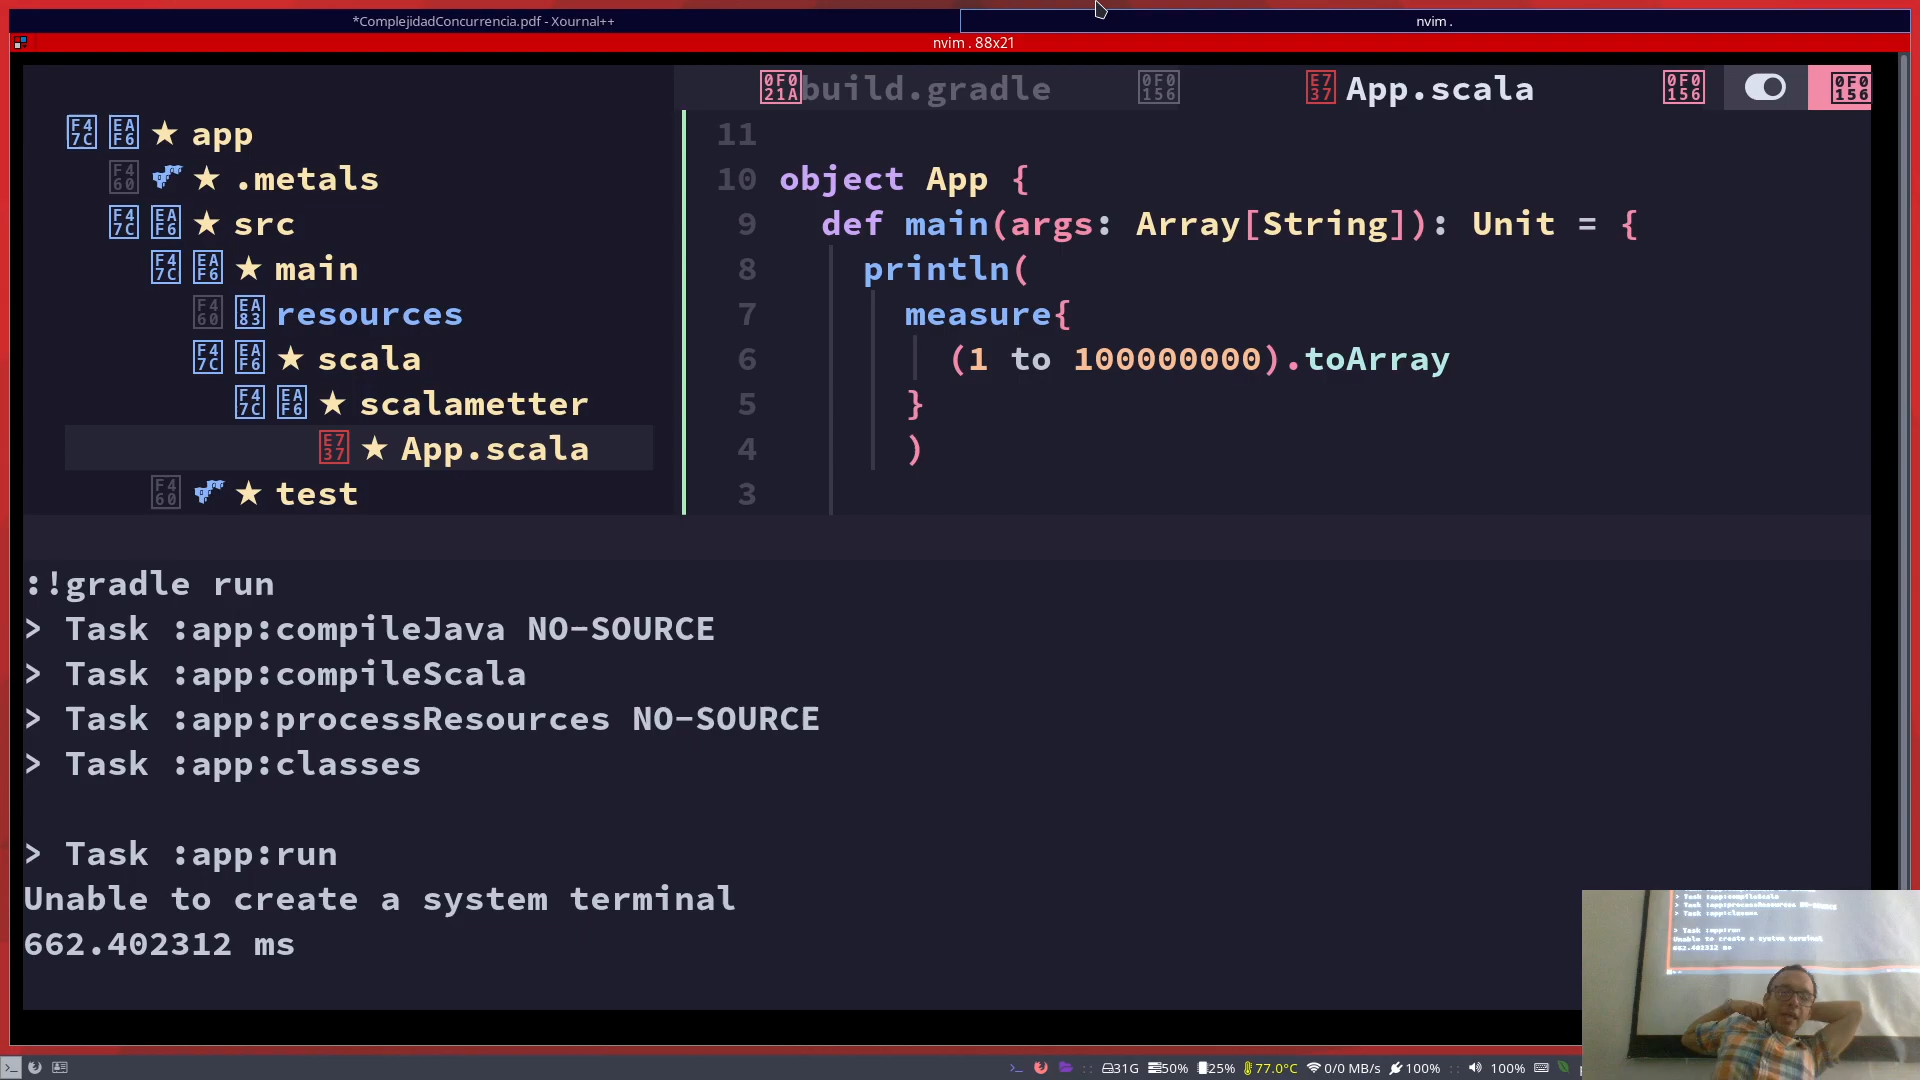 *ComplejidadConcurrencia.pdf - Xournal++
nvim .
nvim . 88x21
build.gradle
App.scala
app
.metals
src
main
resources
scala
scalametter
App.scala
test
11
10 object App {
9 def main(args: Array[String]): Unit = {
8 println(
7 measure{
6 (1 to 100000000).toArray
5 }
4 )
3
:!gradle run
> Task :app:compileJava NO-SOURCE
> Task :app:compileScala
> Task :app:processResources NO-SOURCE
> Task :app:classes
> Task :app:run
Unable to create a system terminal
662.402312 ms
31G 50% 25% 77.0°C 0/0 MB/s 100% 100%